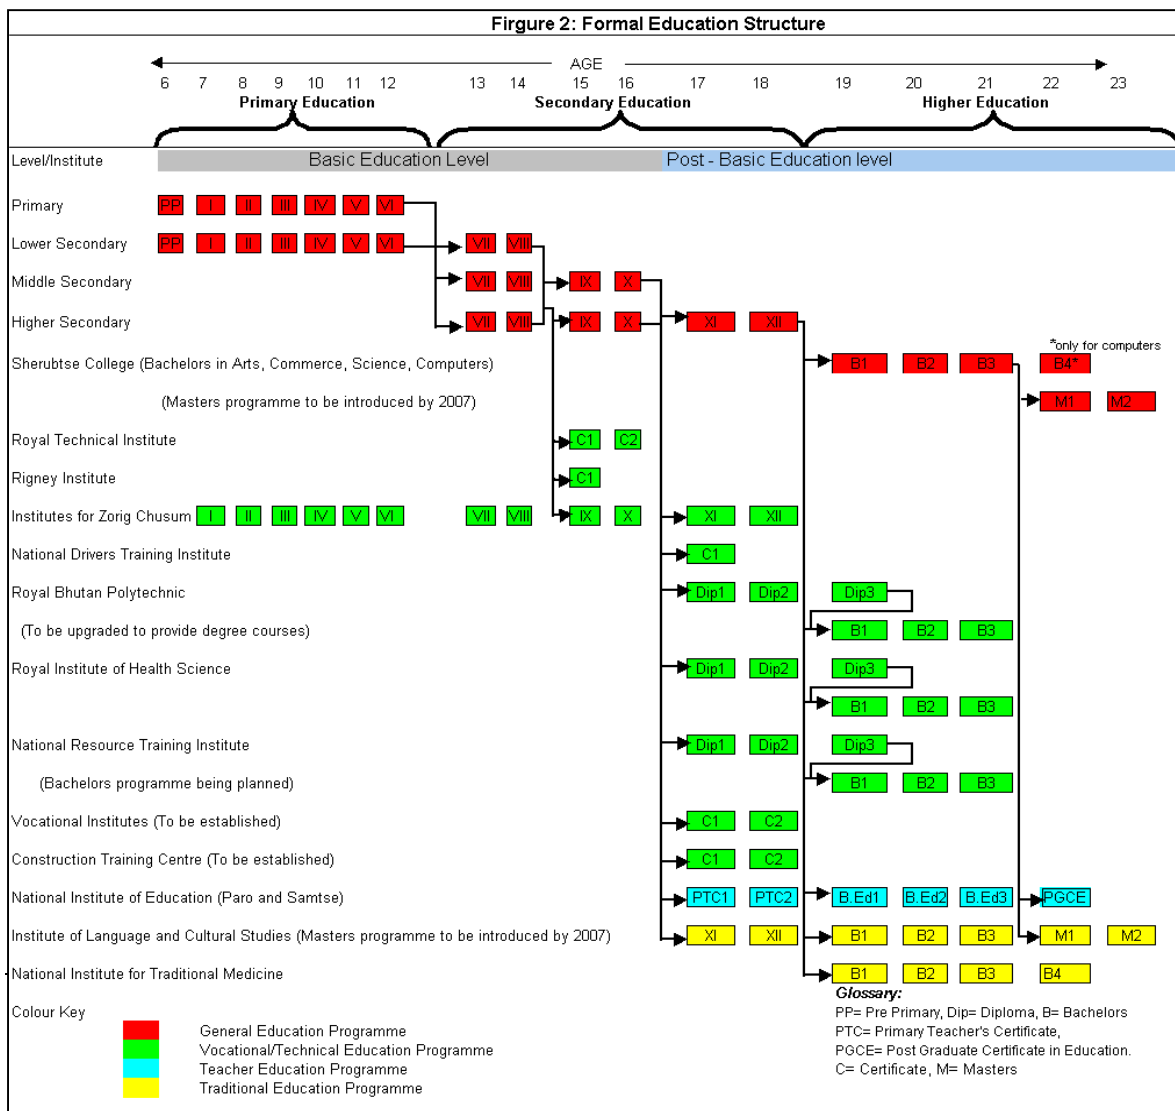 Firgure 2: Formal Education Structure
AGE
6 7 8 9 10 11 12 13 14 15 16 17 18 19 20 21 22 23
Primary Education Secondary Education Higher Education
Level/Institute Basic Education Level Post - Basic Education level
Primary PP I II III IV V VI
Lower Secondary PP I II III IV V VI VII VIII
Middle Secondary VII VIII IX X
Higher Secondary VII VIII IX X XI XII
*only for computers
Sherubtse College (Bachelors in Arts, Commerce, Science, Computers) B1 B2 B3 B4*
(Masters programme to be introduced by 2007) M1 M2
Royal Technical Institute C1 C2
Rigney Institute C1
Institutes for Zorig Chusum I II III IV V VI VII VIII IX X XI XII
National Drivers Training Institute C1
Royal Bhutan Polytechnic Dip1 Dip2 Dip3
(To be upgraded to provide degree courses) B1 B2 B3
Royal Institute of Health Science Dip1 Dip2 Dip3
B1 B2 B3
National Resource Training Institute Dip1 Dip2 Dip3
(Bachelors programme being planned) B1 B2 B3
Vocational Institutes (To be established) C1 C2
Construction Training Centre (To be established) C1 C2
National Institute of Education (Paro and Samtse) PTC1 PTC2 B.Ed1 B.Ed2 B.Ed3 PGCE
Institute of Language and Cultural Studies (Masters programme to be introduced by 2007) XI XII B1 B2 B3 M1 M2
National Institute for Traditional Medicine B1 B2 B3 B4
Colour Key
General Education Programme
Vocational/Technical Education Programme
Teacher Education Programme
Traditional Education Programme
Glossary:
PP= Pre Primary, Dip= Diploma, B= Bachelors
PTC= Primary Teacher's Certificate,
PGCE= Post Graduate Certificate in Education.
C= Certificate, M= Masters